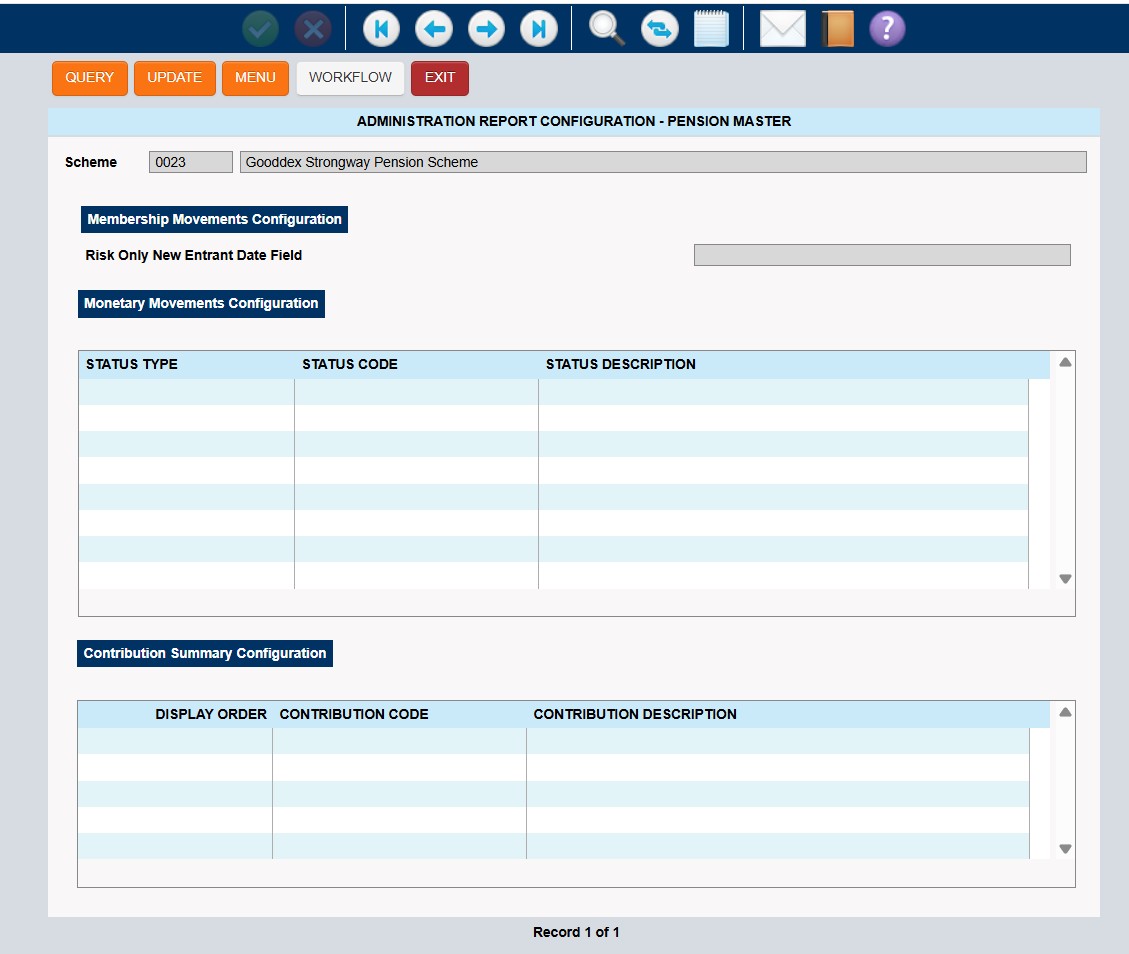 ?
QUERY UPDATE MENU WORKFLOW EXIT
ADMINISTRATION REPORT CONFIGURATION - PENSION MASTER
Scheme 0023 Gooddex Strongway Pension Scheme
Membership Movements Configuration
Risk Only New Entrant Date Field
Monetary Movements Configuration
STATUS TYPE STATUS CODE STATUS DESCRIPTION
Contribution Summary Configuration
DISPLAY ORDER CONTRIBUTION CODE CONTRIBUTION DESCRIPTION
Record 1 of 1